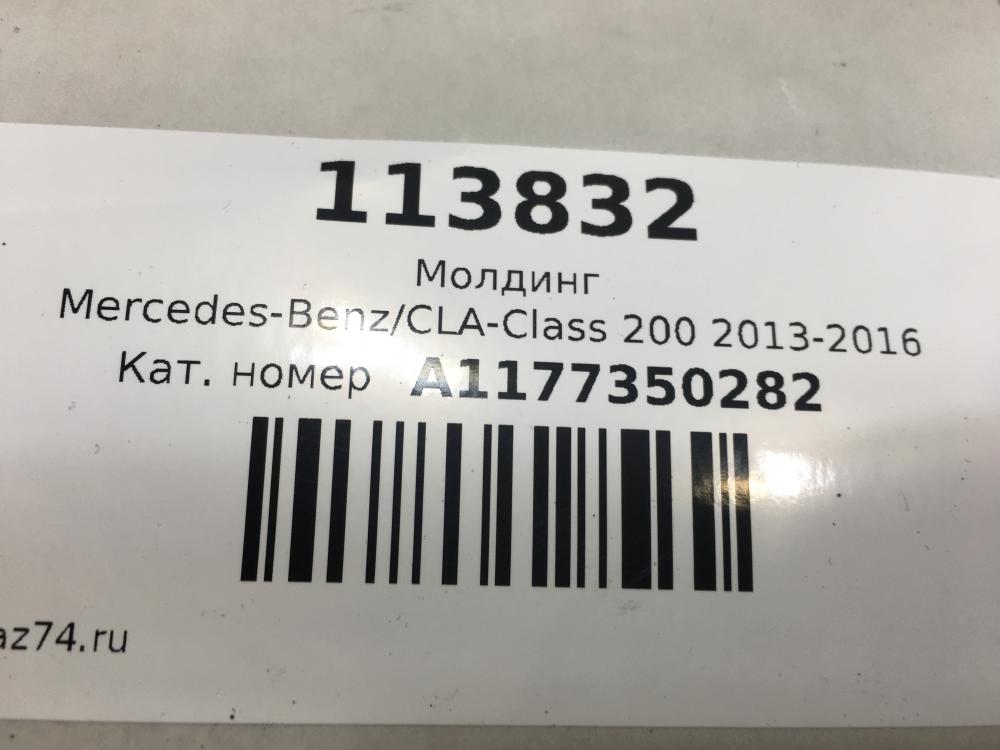 113832
Молдинг
Mercedes-Benz/CLA-Class 200 2013-2016
Кат. номер A1177350282
az74.ru